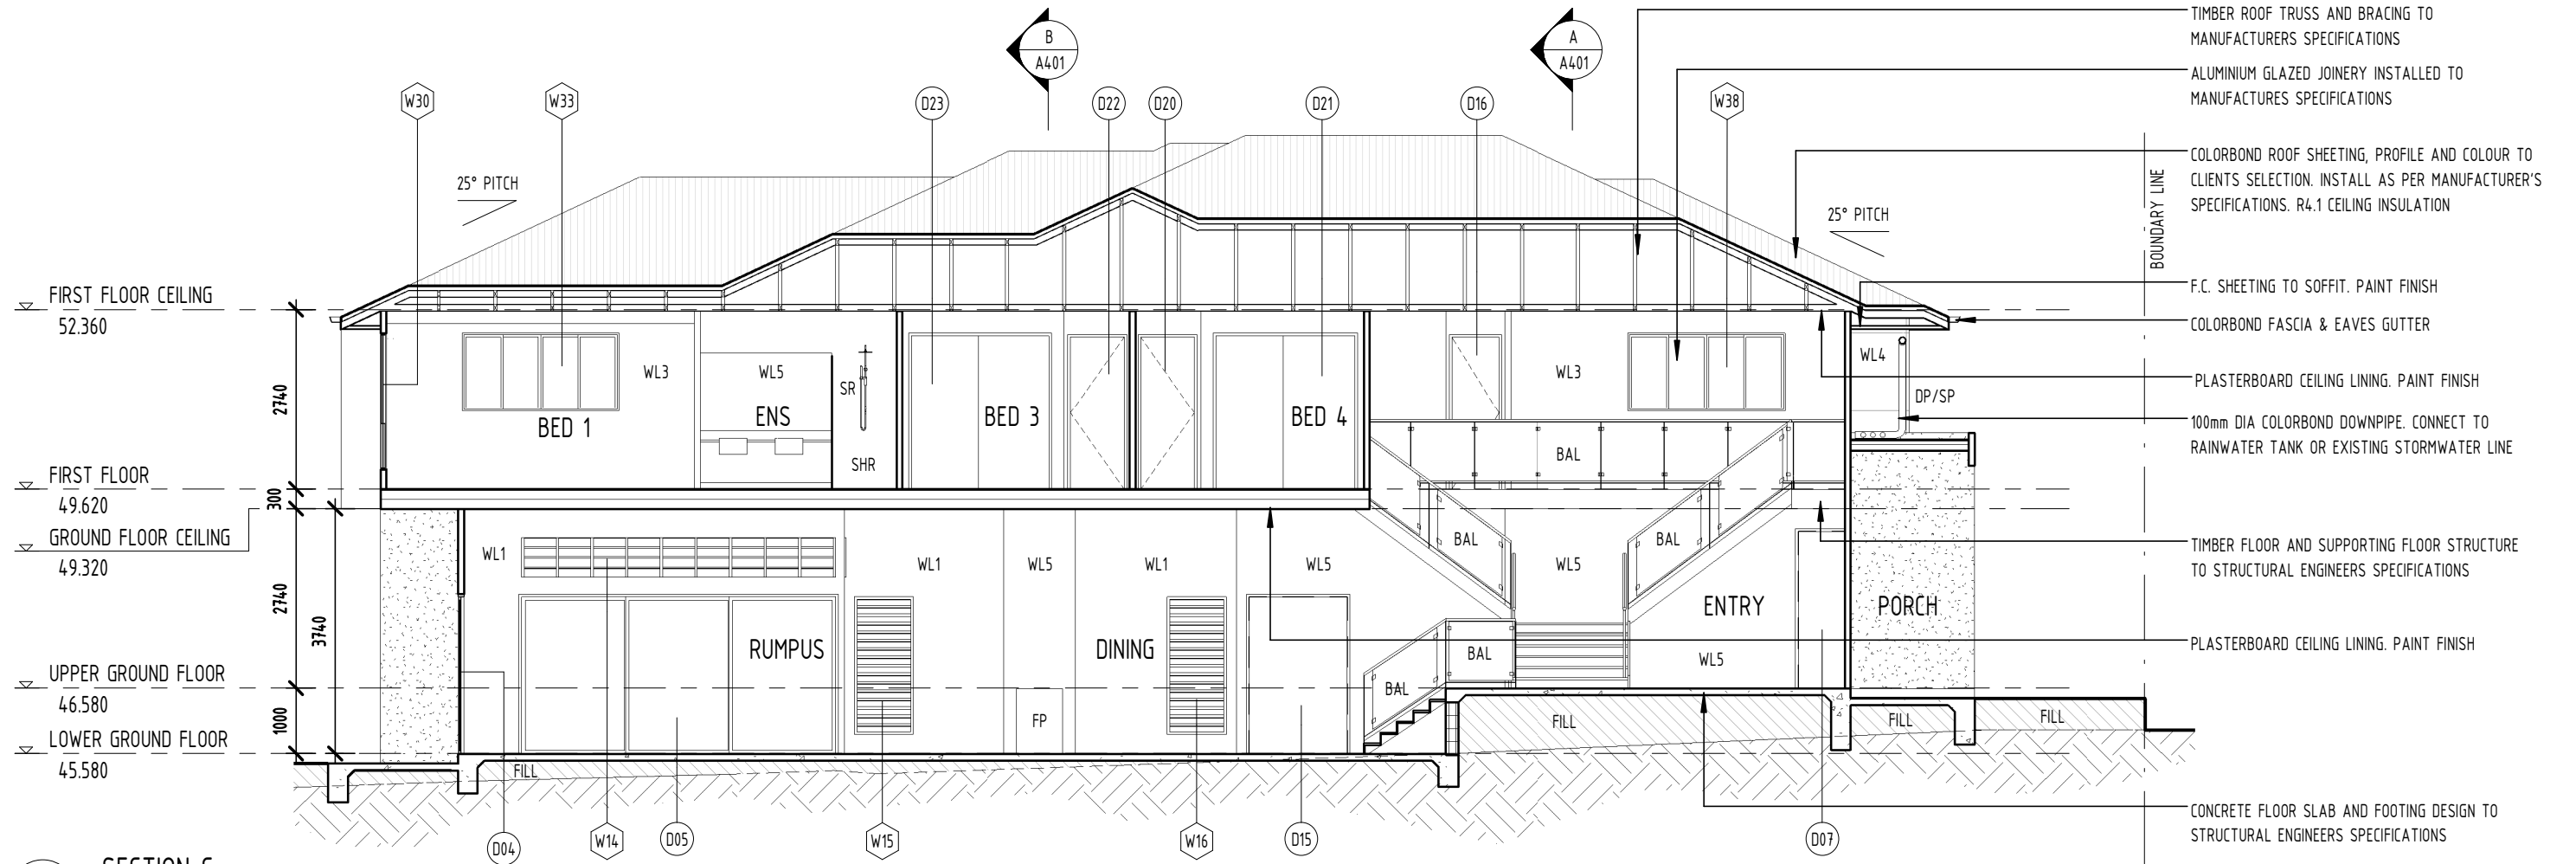 B
A401
A
A401
TIMBER ROOF TRUSS AND BRACING TO
MANUFACTURERS SPECIFICATIONS
ALUMINIUM GLAZED JOINERY INSTALLED TO
MANUFACTURES SPECIFICATIONS
W30
W33
D23
D22
D20
D21
D16
W38
COLORBOND ROOF SHEETING, PROFILE AND COLOUR TO
CLIENTS SELECTION. INSTALL AS PER MANUFACTURER'S
SPECIFICATIONS. R4.1 CEILING INSULATION
BOUNDARY LINE
25° PITCH
25° PITCH
F.C. SHEETING TO SOFFIT. PAINT FINISH
COLORBOND FASCIA & EAVES GUTTER
FIRST FLOOR CEILING
52.360
2740
WL3
BED 1
WL5
ENS
SR
SHR
BED 3
BED 4
WL3
BAL
WL4
DP/SP
PLASTERBOARD CEILING LINING. PAINT FINISH
100mm DIA COLORBOND DOWNPIPE. CONNECT TO
RAINWATER TANK OR EXISTING STORMWATER LINE
FIRST FLOOR
49.620
300
GROUND FLOOR CEILING
49.320
2740
3740
WL1
WL1
WL5
WL1
WL5
BAL
WL5
BAL
TIMBER FLOOR AND SUPPORTING FLOOR STRUCTURE
TO STRUCTURAL ENGINEERS SPECIFICATIONS
RUMPUS
DINING
ENTRY
PORCH
BAL
WL5
BAL
PLASTERBOARD CEILING LINING. PAINT FINISH
UPPER GROUND FLOOR
46.580
1000
FP
FILL
FILL
FILL
LOWER GROUND FLOOR
45.580
FILL
D04
W14
D05
W15
W16
D15
D07
CONCRETE FLOOR SLAB AND FOOTING DESIGN TO
STRUCTURAL ENGINEERS SPECIFICATIONS